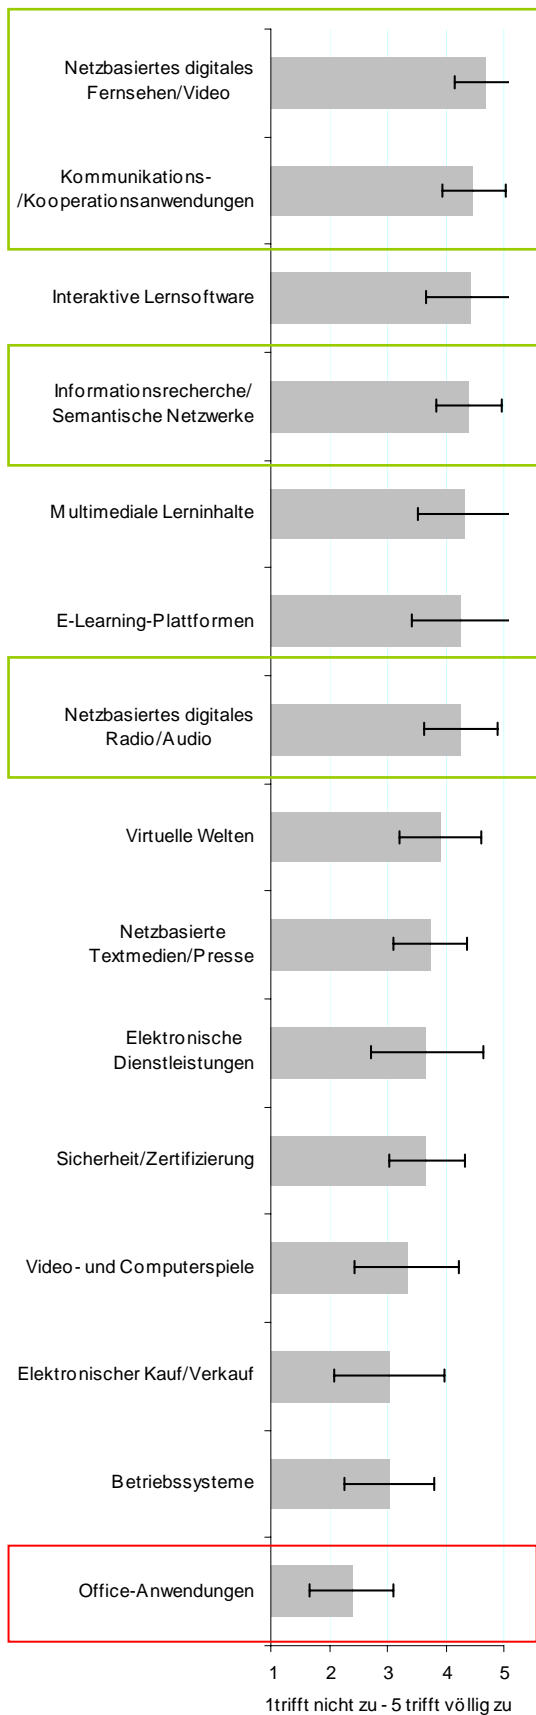 Netzbasiertes digitales
Fernsehen/Video
Kommunikations-
/Kooperationsanwendungen
Interaktive Lernsoftware
Informationsrecherche/
Semantische Netzwerke
Multimediale Lerninhalte
E-Learning-Plattformen
Netzbasiertes digitales
Radio/Audio
Virtuelle Welten
Netzbasierte
Textmedien/Presse
Elektronische
Dienstleistungen
Sicherheit/Zertifizierung
Video- und Computerspiele
Elektronischer Kauf/Verkauf
Betriebssysteme
Office-Anwendungen
1 2 3 4 5
1 trifft nicht zu - 5 trifft völlig zu